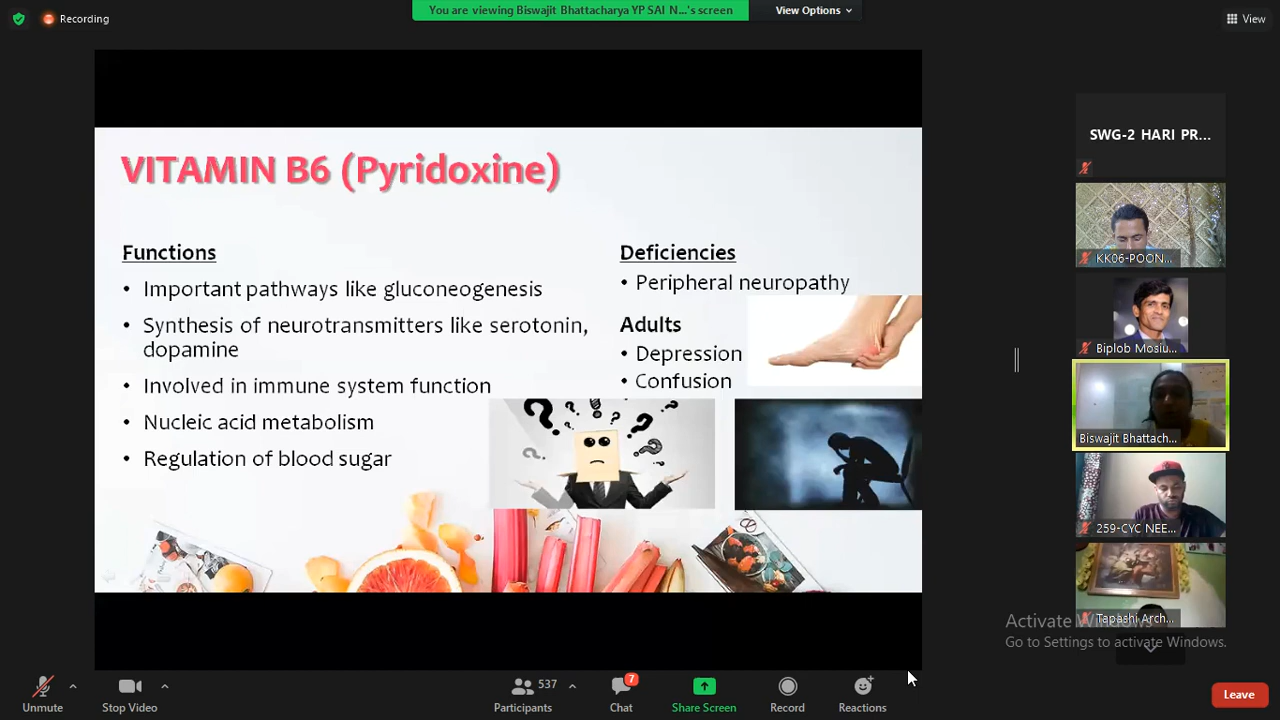 Recording
You are viewing Biswajit Bhattacharya YP SAI N...'s screen
View Options
View
VITAMIN B6 (Pyridoxine)
Functions
• Important pathways like gluconeogenesis
• Synthesis of neurotransmitters like serotonin,
dopamine
• Involved in immune system function
• Nucleic acid metabolism
• Regulation of blood sugar
Deficiencies
• Peripheral neuropathy
Adults
• Depression
• Confusion
SWG-2 HARI PR...
KK06-POON...
Biplob Mosiu...
Biswajit Bhattach...
259-CYC NEE...
Tapashi Arch...
Activate Windows
Go to Settings to activate Windows.
Unmute
Stop Video
537
Participants
7
Chat
Share Screen
Record
Reactions
Leave